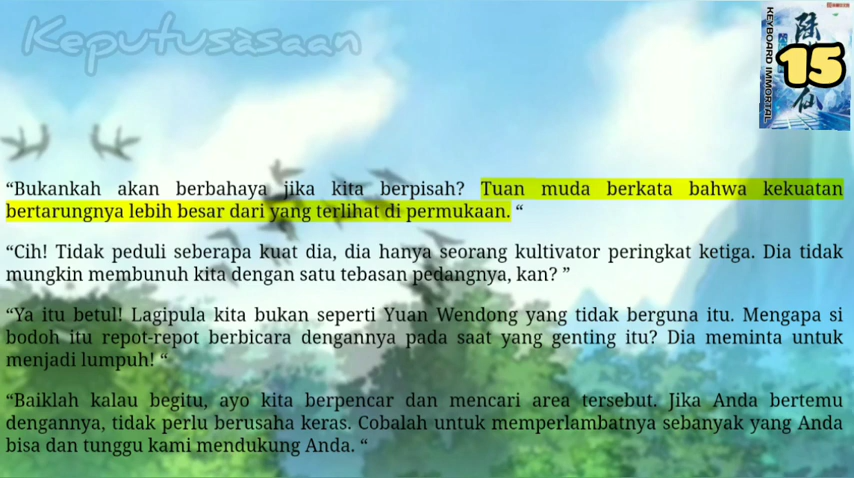 Keputusasaan
KEYBOARD IMMORTAL
15
“Bukankah akan berbahaya jika kita berpisah? Tuan muda berkata bahwa kekuatan
bertarungnya lebih besar dari yang terlihat di permukaan. “
“Cih! Tidak peduli seberapa kuat dia, dia hanya seorang kultivator peringkat ketiga. Dia tidak
mungkin membunuh kita dengan satu tebasan pedangnya, kan? ”
“Ya itu betul! Lagipula kita bukan seperti Yuan Wendong yang tidak berguna itu. Mengapa si
bodoh itu repot-repot berbicara dengannya pada saat yang genting itu? Dia meminta untuk
menjadi lumpuh! “
“Baiklah kalau begitu, ayo kita berpencar dan mencari area tersebut. Jika Anda bertemu
dengannya, tidak perlu berusaha keras. Cobalah untuk memperlambatnya sebanyak yang Anda
bisa dan tunggu kami mendukung Anda. “